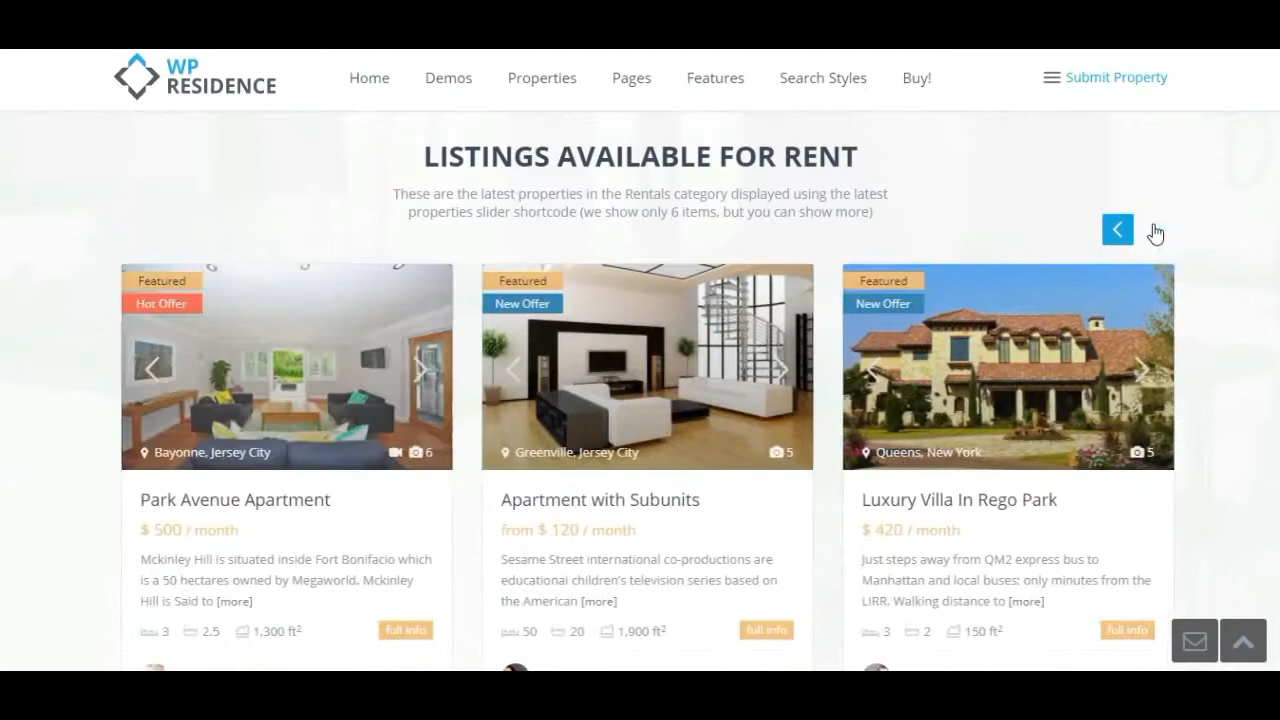 WP
RESIDENCE
Home Demos Properties Pages Features Search Styles Buy! Submit Property
LISTINGS AVAILABLE FOR RENT
These are the latest properties in the Rentals category displayed using the latest
properties slider shortcode (we show only 6 items, but you can show more)
Featured
Hot Offer
Bayonne, Jersey City 6
Park Avenue Apartment
$ 500 / month
Mckinley Hill is situated inside Fort Bonifacio which
is a 50 hectares owned by Megaworld. Mckinley
Hill is Said to [more]
3 2.5 1,300 ft² full info
Featured
New Offer
Greenville, Jersey City 5
Apartment with Subunits
from $ 120 / month
Sesame Street international co-productions are
educational children's television series based on
the American [more]
50 20 1,900 ft² full info
Featured
New Offer
Queens, New York 5
Luxury Villa In Rego Park
$ 420 / month
Just steps away from QM2 express bus to
Manhattan and local buses; only minutes from the
LIRR. Walking distance to [more]
3 2 150 ft² full info